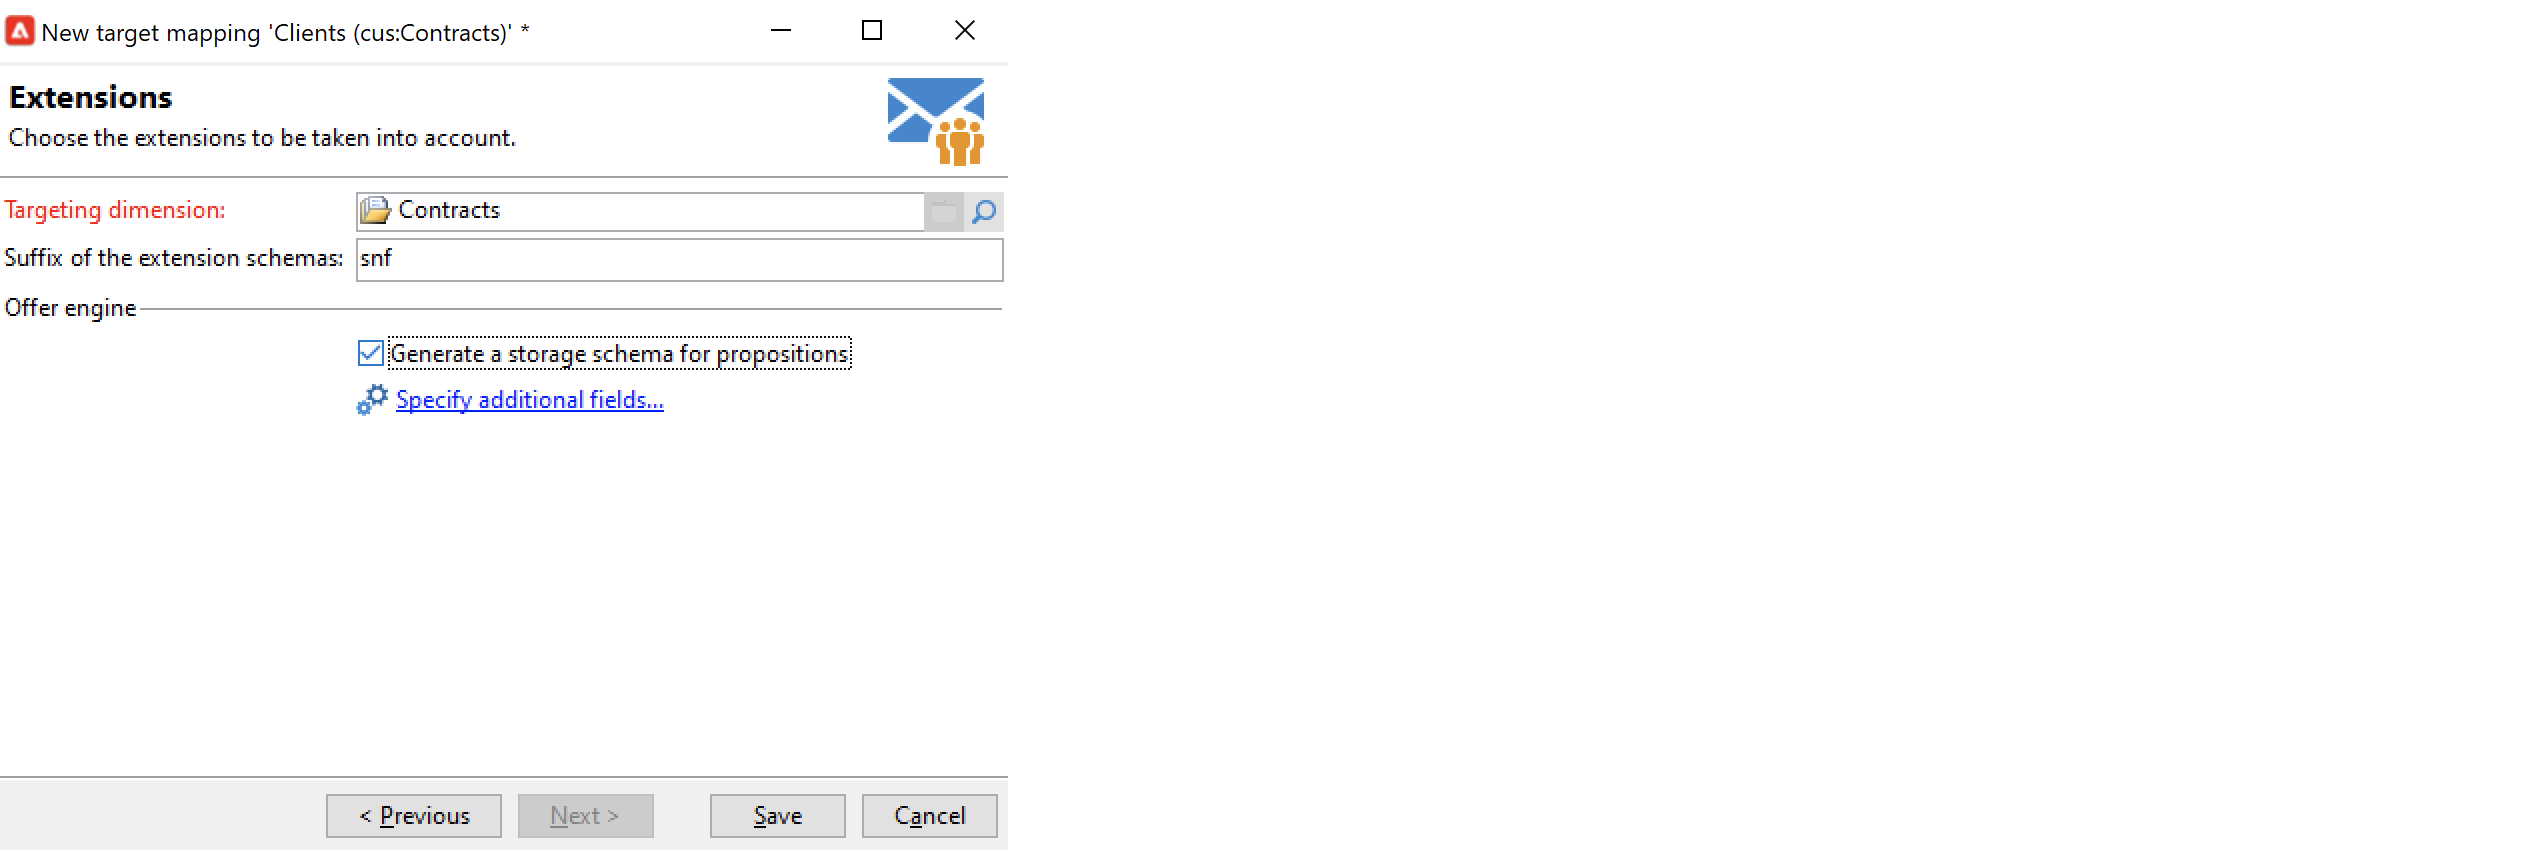 New target mapping 'Clients (cus:Contracts)' *
Extensions
Choose the extensions to be taken into account.
Targeting dimension: Contracts
Suffix of the extension schemas: snf
Offer engine
Generate a storage schema for propositions
Specify additional fields...
< Previous Next > Save Cancel